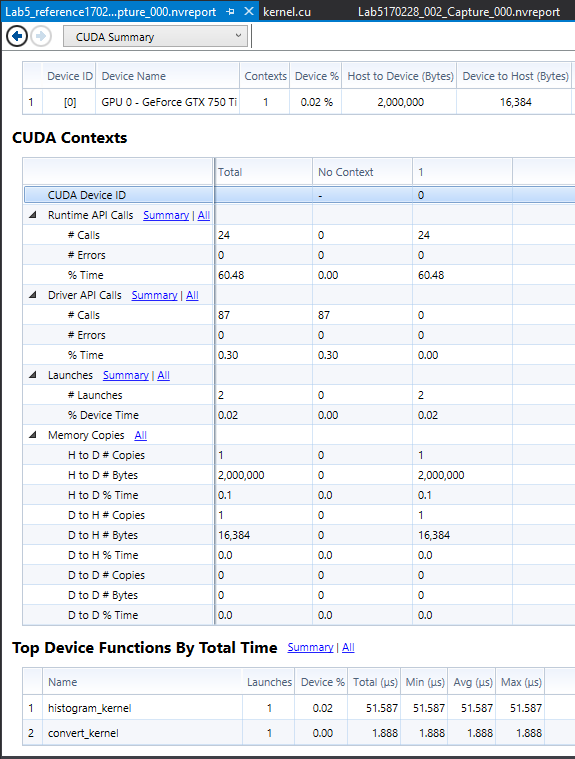 Lab5_reference1702...pture_000.nvreport kernel.cu Lab5170228_002_Capture_000.nvreport
CUDA Summary
Device ID Device Name Contexts Device % Host to Device (Bytes) Device to Host (Bytes)
1 [0] GPU 0 - GeForce GTX 750 Ti 1 0.02 % 2,000,000 16,384
CUDA Contexts
Total No Context 1
CUDA Device ID - 0
Runtime API Calls Summary | All
# Calls 24 0 24
# Errors 0 0 0
% Time 60.48 0.00 60.48
Driver API Calls Summary | All
# Calls 87 87 0
# Errors 0 0 0
% Time 0.30 0.30 0.00
Launches Summary | All
# Launches 2 0 2
% Device Time 0.02 0.00 0.02
Memory Copies All
H to D # Copies 1 0 1
H to D # Bytes 2,000,000 0 2,000,000
H to D % Time 0.1 0.0 0.1
D to H # Copies 1 0 1
D to H # Bytes 16,384 0 16,384
D to H % Time 0.0 0.0 0.0
D to D # Copies 0 0 0
D to D # Bytes 0 0 0
D to D % Time 0.0 0.0 0.0
Top Device Functions By Total Time Summary | All
Name Launches Device % Total (µs) Min (µs) Avg (µs) Max (µs)
1 histogram_kernel 1 0.02 51.587 51.587 51.587 51.587
2 convert_kernel 1 0.00 1.888 1.888 1.888 1.888